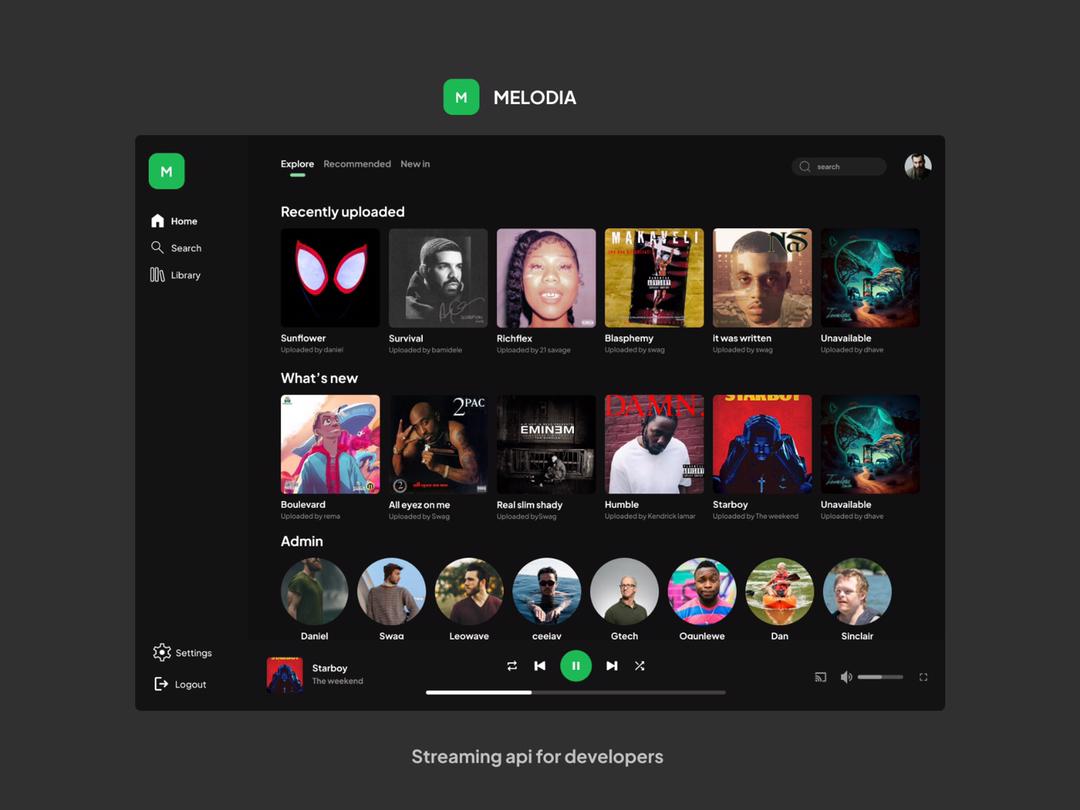 M MELODIA
M
Explore Recommended New in
search
Home
Search
Library
Recently uploaded
MAKAVELI
Nas
Sunflower
Uploaded by daniel
Survival
Uploaded by bamidele
Richflex
Uploaded by 21 savage
Blasphemy
Uploaded by swag
it was written
Uploaded by swag
Unavailable
Uploaded by dhave
What's new
2PAC
EMINEM
DAMN.
STARBOY
Boulevard
Uploaded by rema
All eyez on me
Uploaded by Swag
Real slim shady
Uploaded bySwag
Humble
Uploaded by Kendrick lamar
Starboy
Uploaded by The weekend
Unavailable
Uploaded by dhave
Admin
Daniel Swag Leowave ceejay Gtech Ogunlewe Dan Sinclair
Settings
Logout
Starboy
The weekend
Streaming api for developers